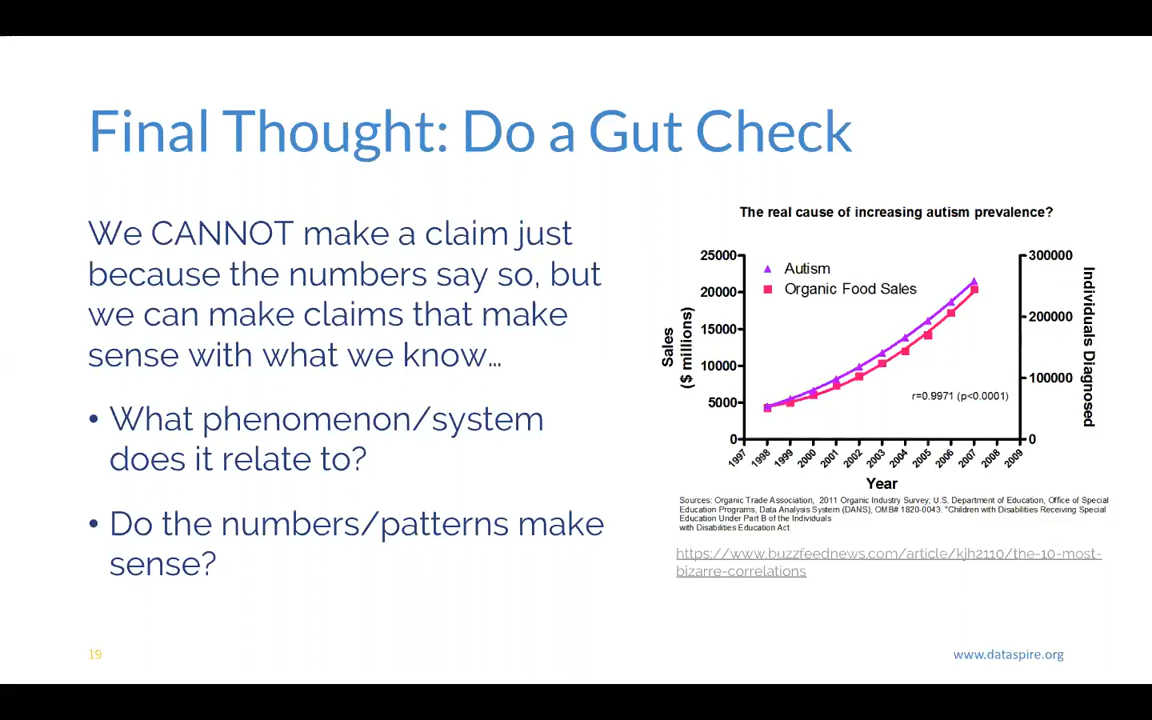 Final Thought: Do a Gut Check
We CANNOT make a claim just
because the numbers say so, but
we can make claims that make
sense with what we know...
• What phenomenon/system
does it relate to?
• Do the numbers/patterns make
sense?
The real cause of increasing autism prevalence?
25000
20000
15000
10000
5000
0
Sales
($ millions)
Autism
Organic Food Sales
r=0.9971 (p<0.0001)
300000
200000
100000
0
Individuals Diagnosed
1997
1998
1999
2000
2001
2002
2003
2004
2005
2006
2007
2008
2009
Year
Sources: Organic Trade Association, 2011 Organic Industry Survey; U.S. Department of Education, Office of Special
Education Programs, Data Analysis System (DANS), OMB# 1820-0043: "Children with Disabilities Receiving Special
Education Under Part B of the Individuals
with Disabilities Education Act
https://www.buzzfeednews.com/article/kjh2110/the-10-most-
bizarre-correlations
19
www.dataspire.org